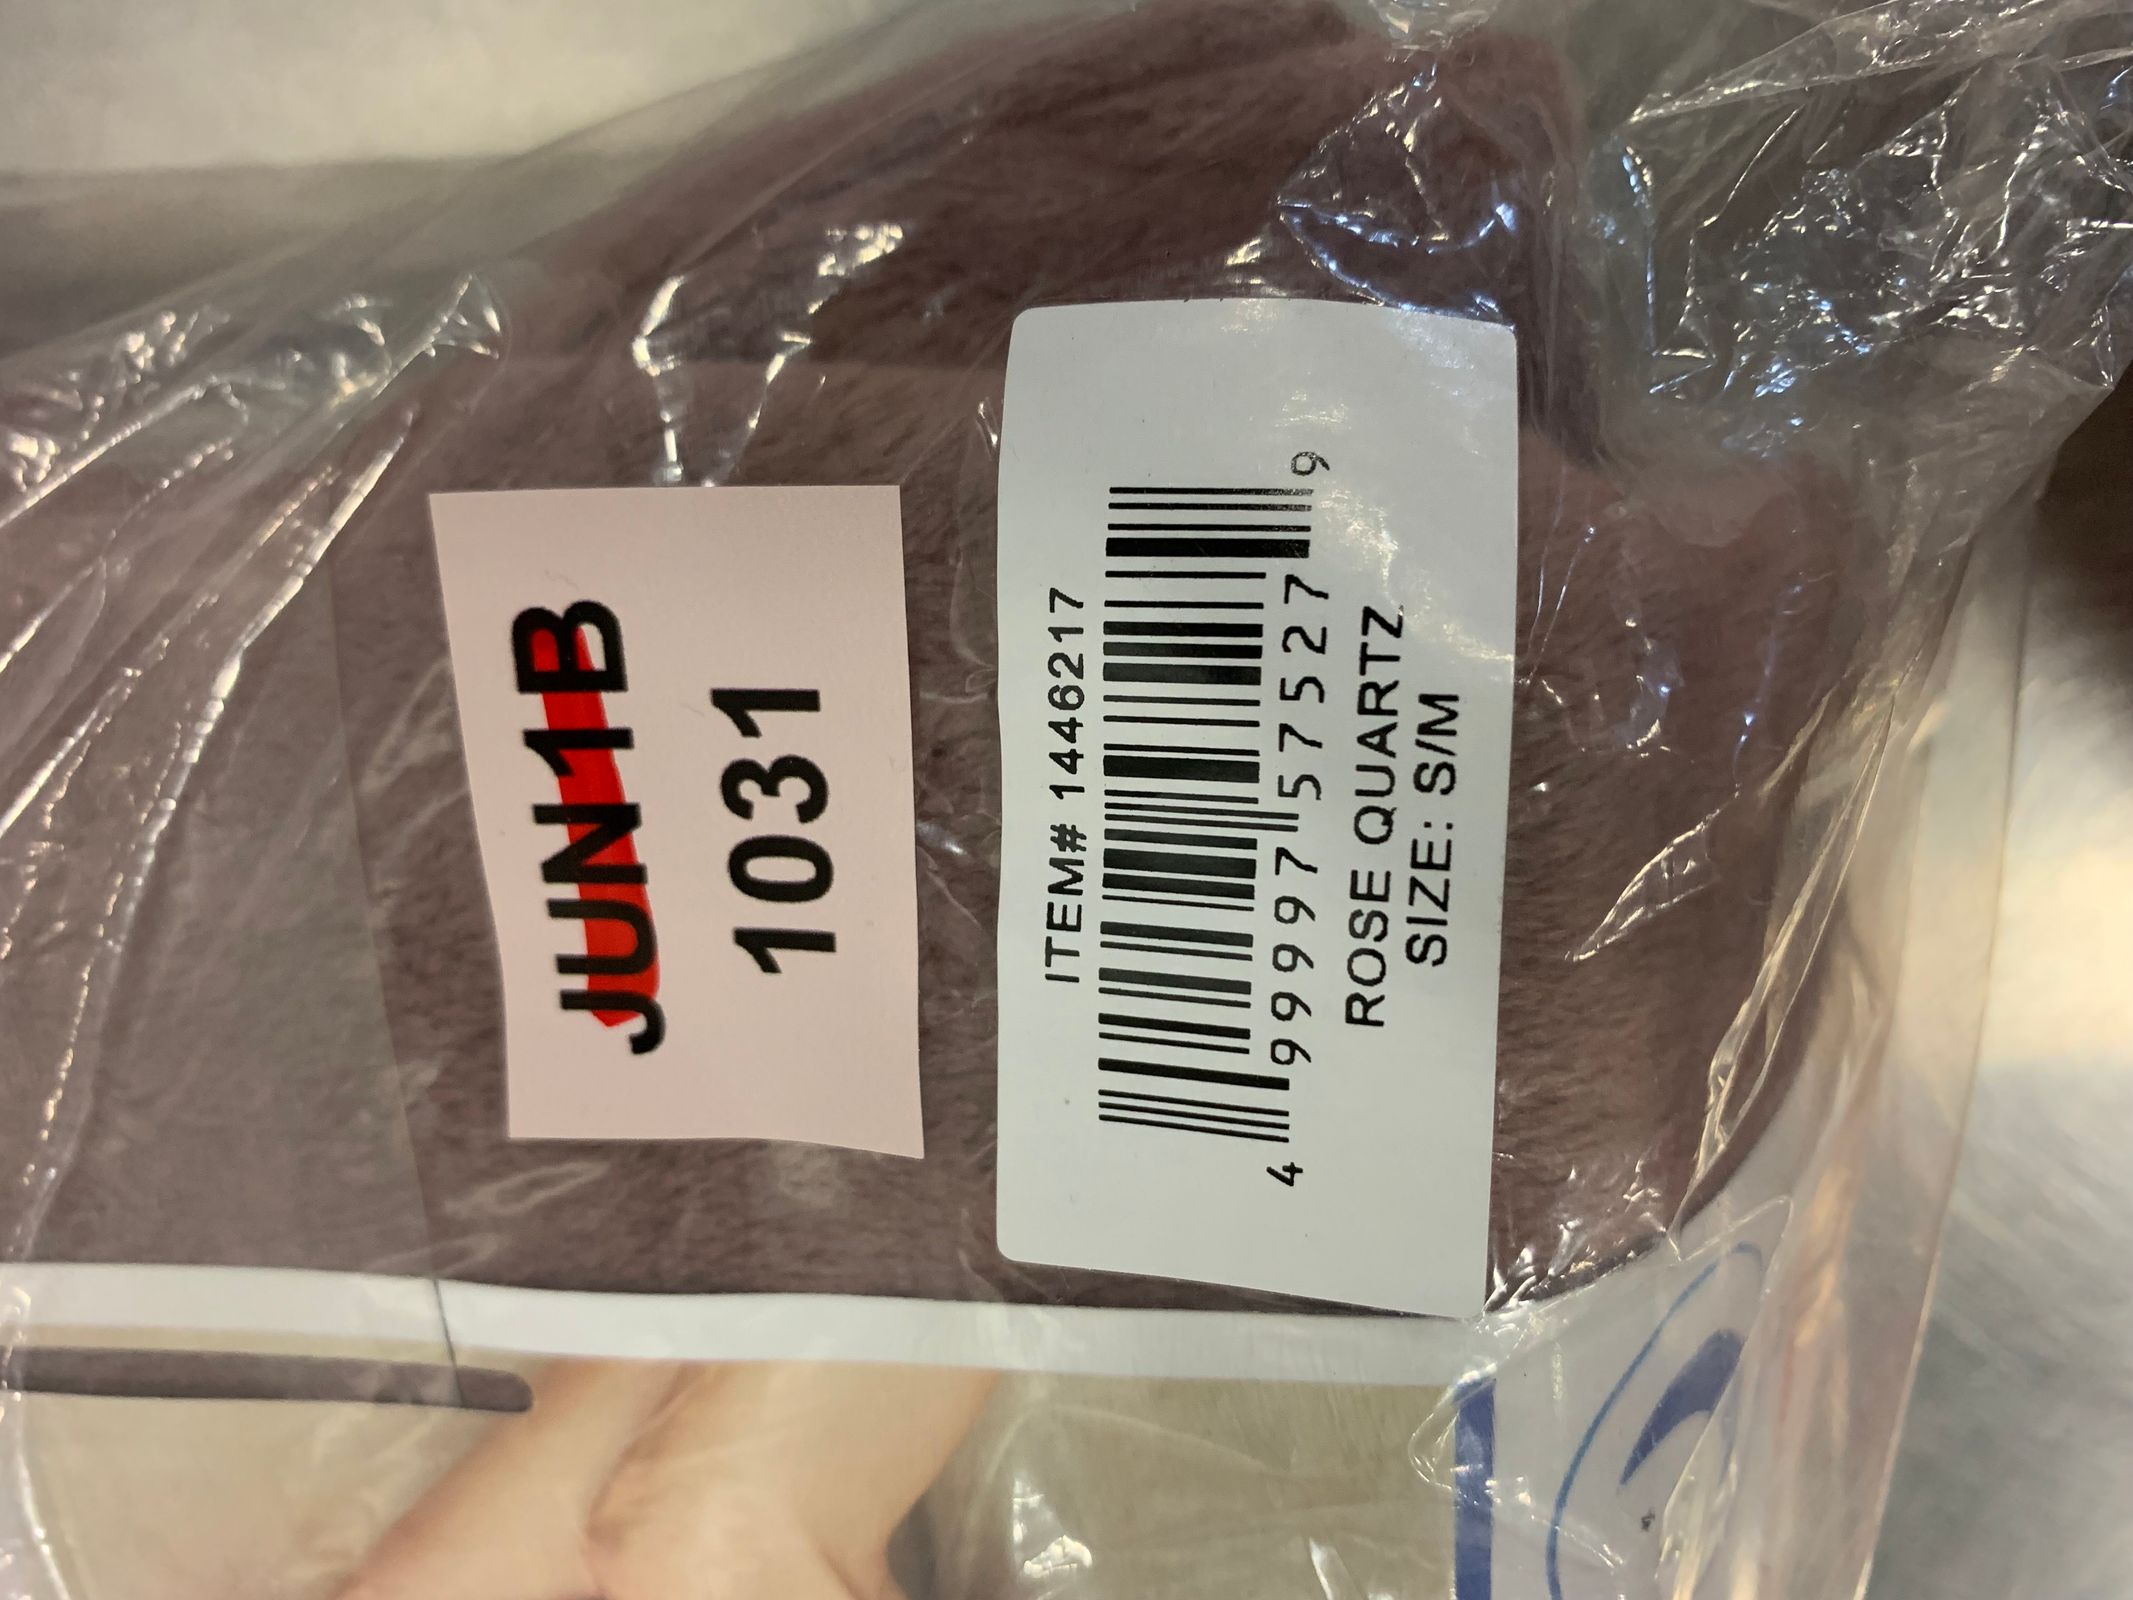 JUN1B
1031
ITEM# 1446217
4 99997 57527 9
ROSE QUARTZ
SIZE: S/M